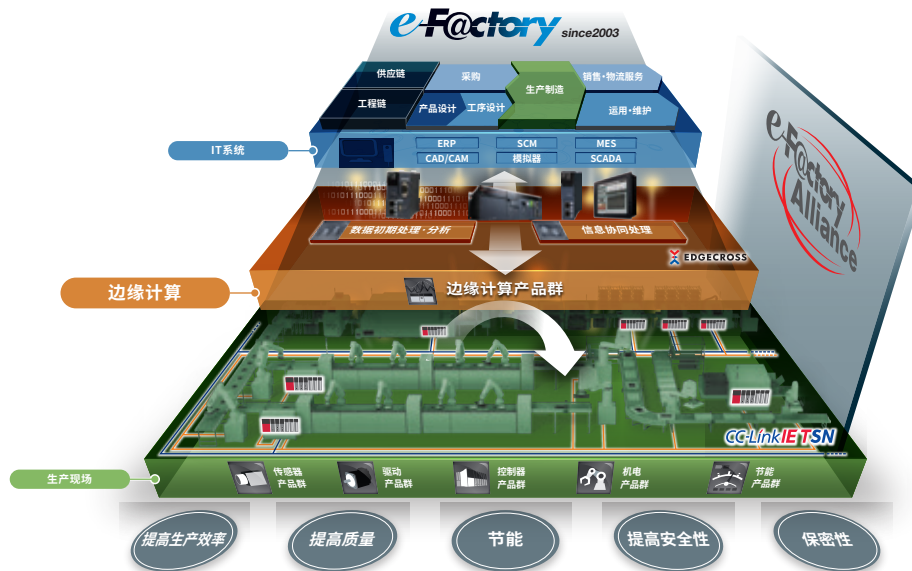 e-F@ctory since2003
供应链
采购
生产制造
销售·物流服务
工程链
产品设计
工序设计
运用·维护
IT系统
ERP
SCM
MES
CAD/CAM
模拟器
SCADA
e-F@ctory
Alliance
数据初期处理·分析
信息协同处理
EDGECROSS
边缘计算
边缘计算产品群
CC-Link IE TSN
生产现场
传感器
产品群
驱动
产品群
控制器
产品群
机电
产品群
节能
产品群
提高生产效率
提高质量
节能
提高安全性
保密性